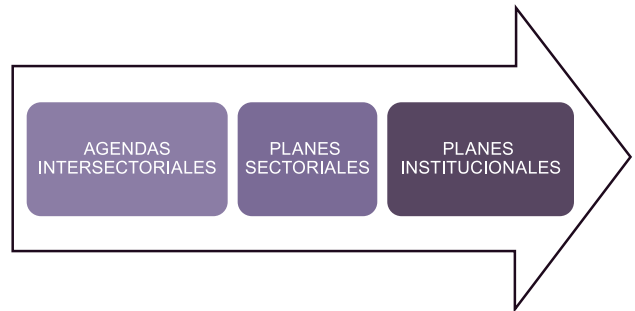 AGENDAS
INTERSECTORIALES
PLANES
SECTORIALES
PLANES
INSTITUCIONALES